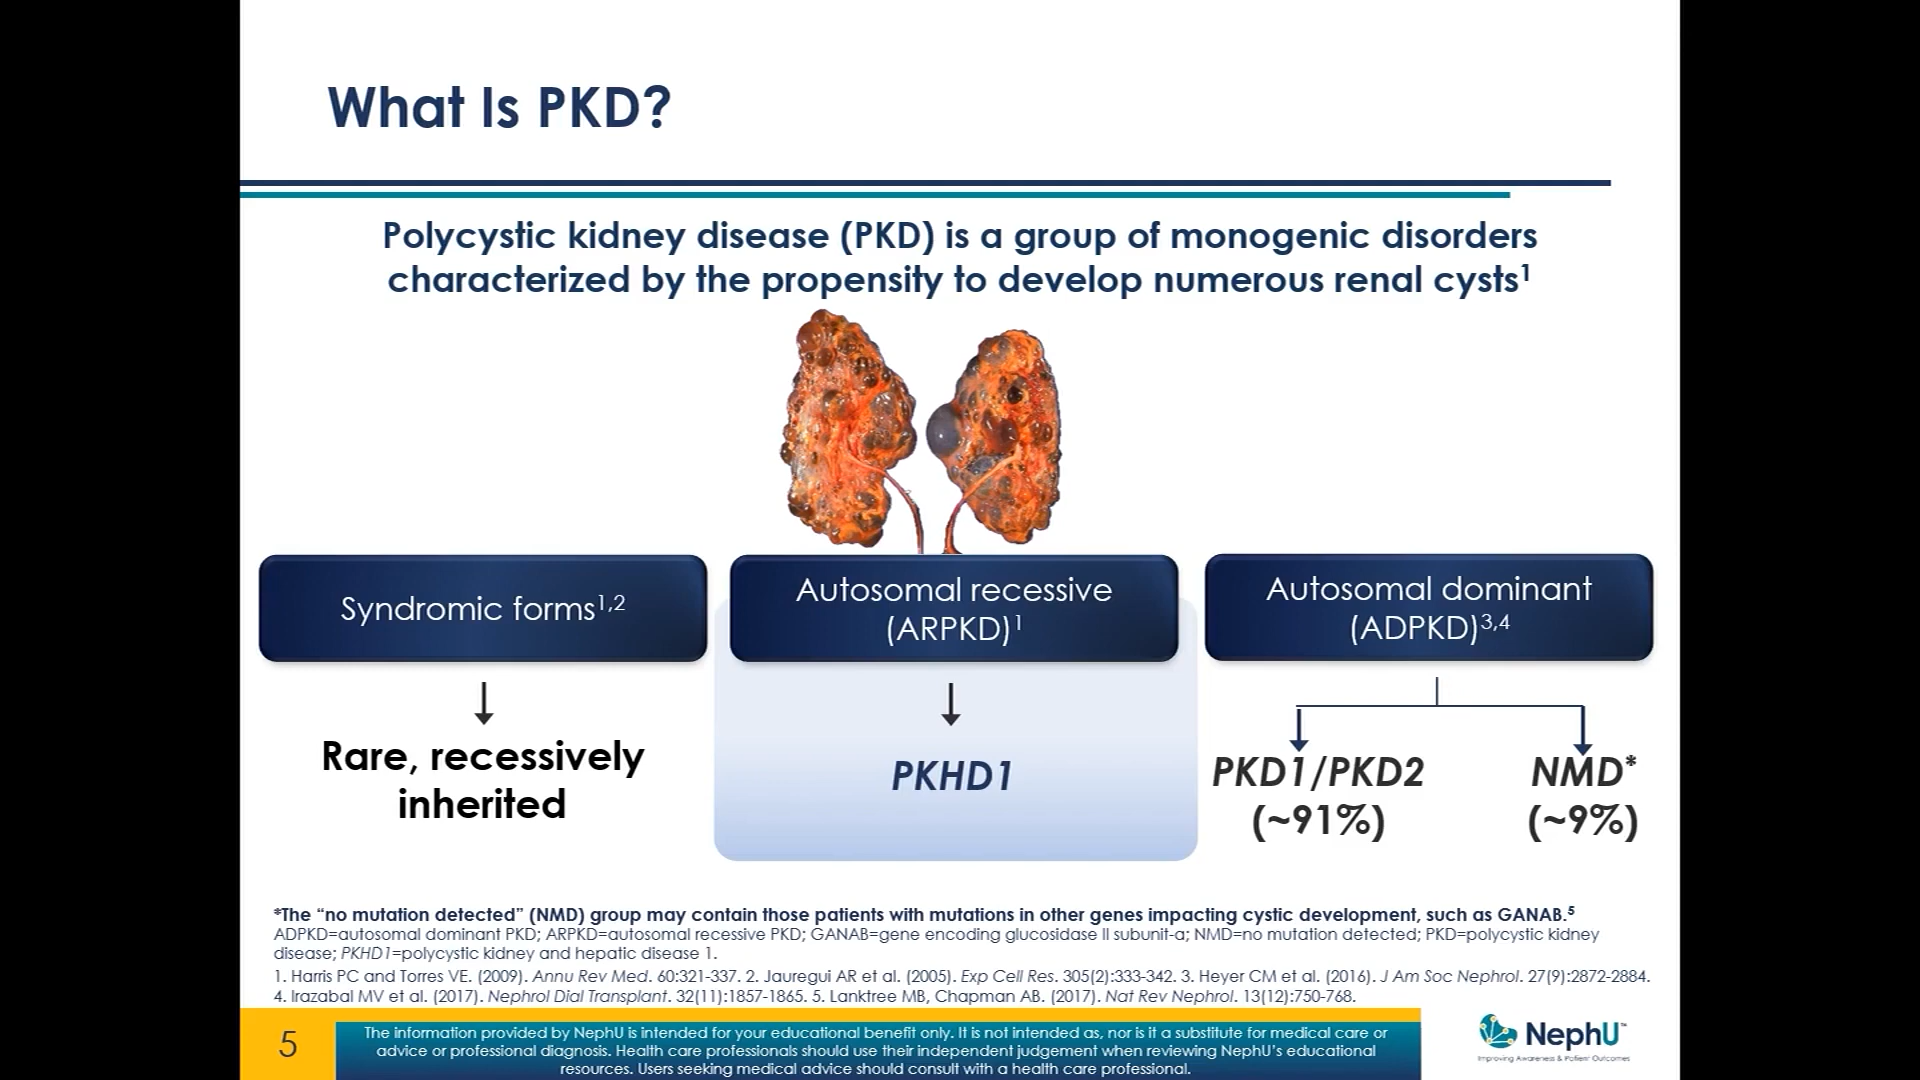 What Is PKD?
Polycystic kidney disease (PKD) is a group of monogenic disorders
characterized by the propensity to develop numerous renal cysts¹
Syndromic forms¹,²
Rare, recessively
inherited
Autosomal recessive
(ARPKD)¹
PKHD1
Autosomal dominant
(ADPKD)³,⁴
PKD1/PKD2
(~91%)
NMD*
(~9%)
*The “no mutation detected” (NMD) group may contain those patients with mutations in other genes impacting cystic development, such as GANAB.⁵
ADPKD=autosomal dominant PKD; ARPKD=autosomal recessive PKD; GANAB=gene encoding glucosidase II subunit-a; NMD=no mutation detected; PKD=polycystic kidney
disease; PKHD1=polycystic kidney and hepatic disease 1.
1. Harris PC and Torres VE. (2009). Annu Rev Med. 60:321-337. 2. Jauregui AR et al. (2005). Exp Cell Res. 305(2):333-342. 3. Heyer CM et al. (2016). J Am Soc Nephrol. 27(9):2872-2884.
4. Irazabal MV et al. (2017). Nephrol Dial Transplant. 32(11):1857-1865. 5. Lanktree MB, Chapman AB. (2017). Nat Rev Nephrol. 13(12):750-768.
5
The information provided by NephU is intended for your educational benefit only. It is not intended as, nor is it a substitute for medical care or
advice or professional diagnosis. Health care professionals should use their independent judgement when reviewing NephU’s educational
resources. Users seeking medical advice should consult with a health care professional.
NephU™
Improving Awareness & Patient Outcomes